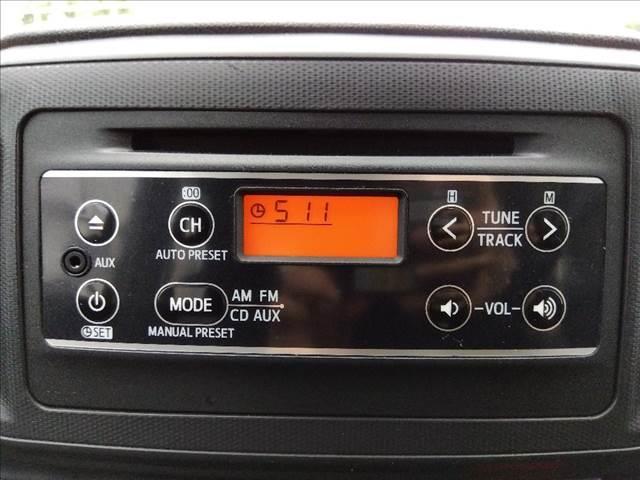 :00 H M
CH 5 11 < TUNE >
AUTO PRESET TRACK
AUX
MODE AM FM VOL
CD AUX
SET MANUAL PRESET